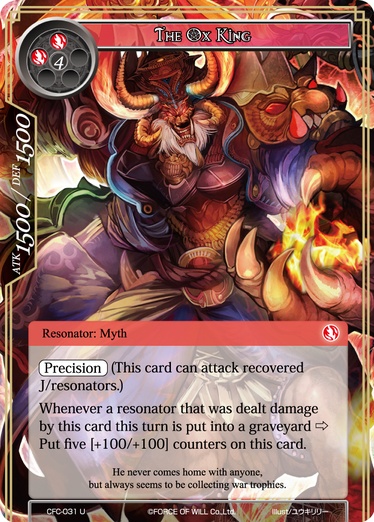 The Ox King
4
ATK 1500 / DEF 1500
Resonator: Myth
Precision (This card can attack recovered
J/resonators.)
Whenever a resonator that was dealt damage
by this card this turn is put into a graveyard ⇨
Put five [+100/+100] counters on this card.
He never comes home with anyone,
but always seems to be collecting war trophies.
CFC-031 U ©FORCE OF WILL Co.,Ltd. Illust/ユウキリリー